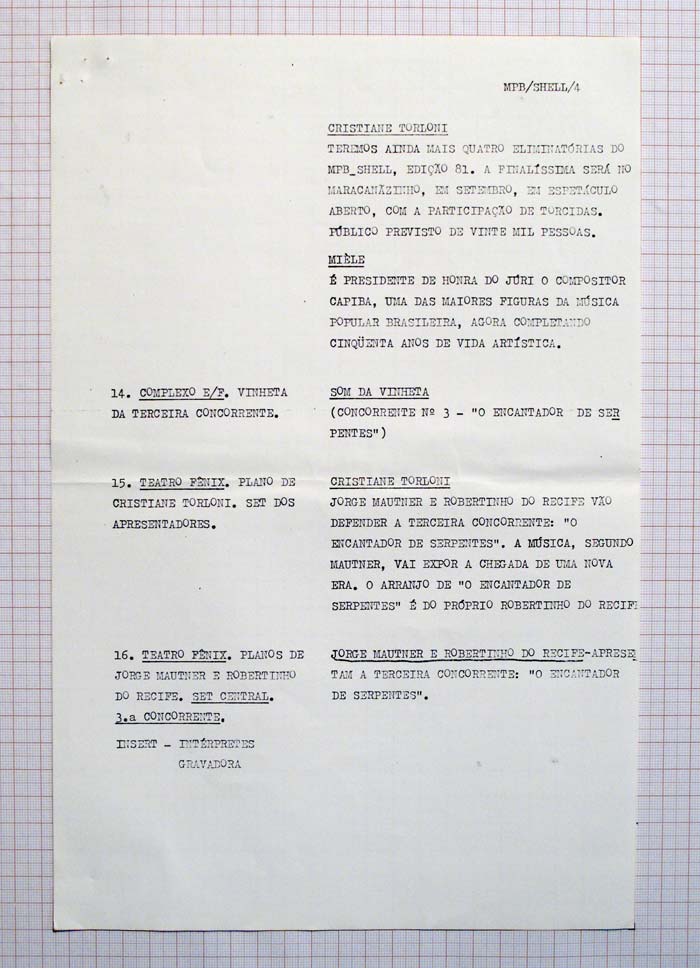 MPB/SHELL/4
CRISTIANE TORLONI
TEREMOS AINDA MAIS QUATRO ELIMINATÓRIAS DO
MPB_SHELL, EDIÇÃO 81. A FINALÍSSIMA SERÁ NO
MARACANÃZINHO, EM SETEMBRO, EM ESPETÁCULO
ABERTO, COM A PARTICIPAÇÃO DE TORCIDAS.
PÚBLICO PREVISTO DE VINTE MIL PESSOAS.
MIÈLE
É PRESIDENTE DE HONRA DO JÚRI O COMPOSITOR
CAPIBA, UMA DAS MAIORES FIGURAS DA MÚSICA
POPULAR BRASILEIRA, AGORA COMPLETANDO
CINQÜENTA ANOS DE VIDA ARTÍSTICA.
14. COMPLEXO E/F. VINHETA
DA TERCEIRA CONCORRENTE.
SOM DA VINHETA
(CONCORRENTE Nº 3 - "O ENCANTADOR DE SER
PENTES")
15. TEATRO FÊNIX. PLANO DE
CRISTIANE TORLONI. SET DOS
APRESENTADORES.
CRISTIANE TORLONI
JORGE MAUTNER E ROBERTINHO DO RECIFE VÃO
DEFENDER A TERCEIRA CONCORRENTE: "O
ENCANTADOR DE SERPENTES". A MÚSICA, SEGUNDO
MAUTNER, VAI EXPOR A CHEGADA DE UMA NOVA
ERA. O ARRANJO DE "O ENCANTADOR DE
SERPENTES" É DO PRÓPRIO ROBERTINHO DO RECIF
16. TEATRO FÊNIX. PLANOS DE
JORGE MAUTNER E ROBERTINHO
DO RECIFE. SET CENTRAL.
3.a CONCORRENTE.
INSERT - INTÉRPRETES
GRAVADORA
JORGE MAUTNER E ROBERTINHO DO RECIFE-APRESE
TAM A TERCEIRA CONCORRENTE: "O ENCANTADOR
DE SERPENTES".